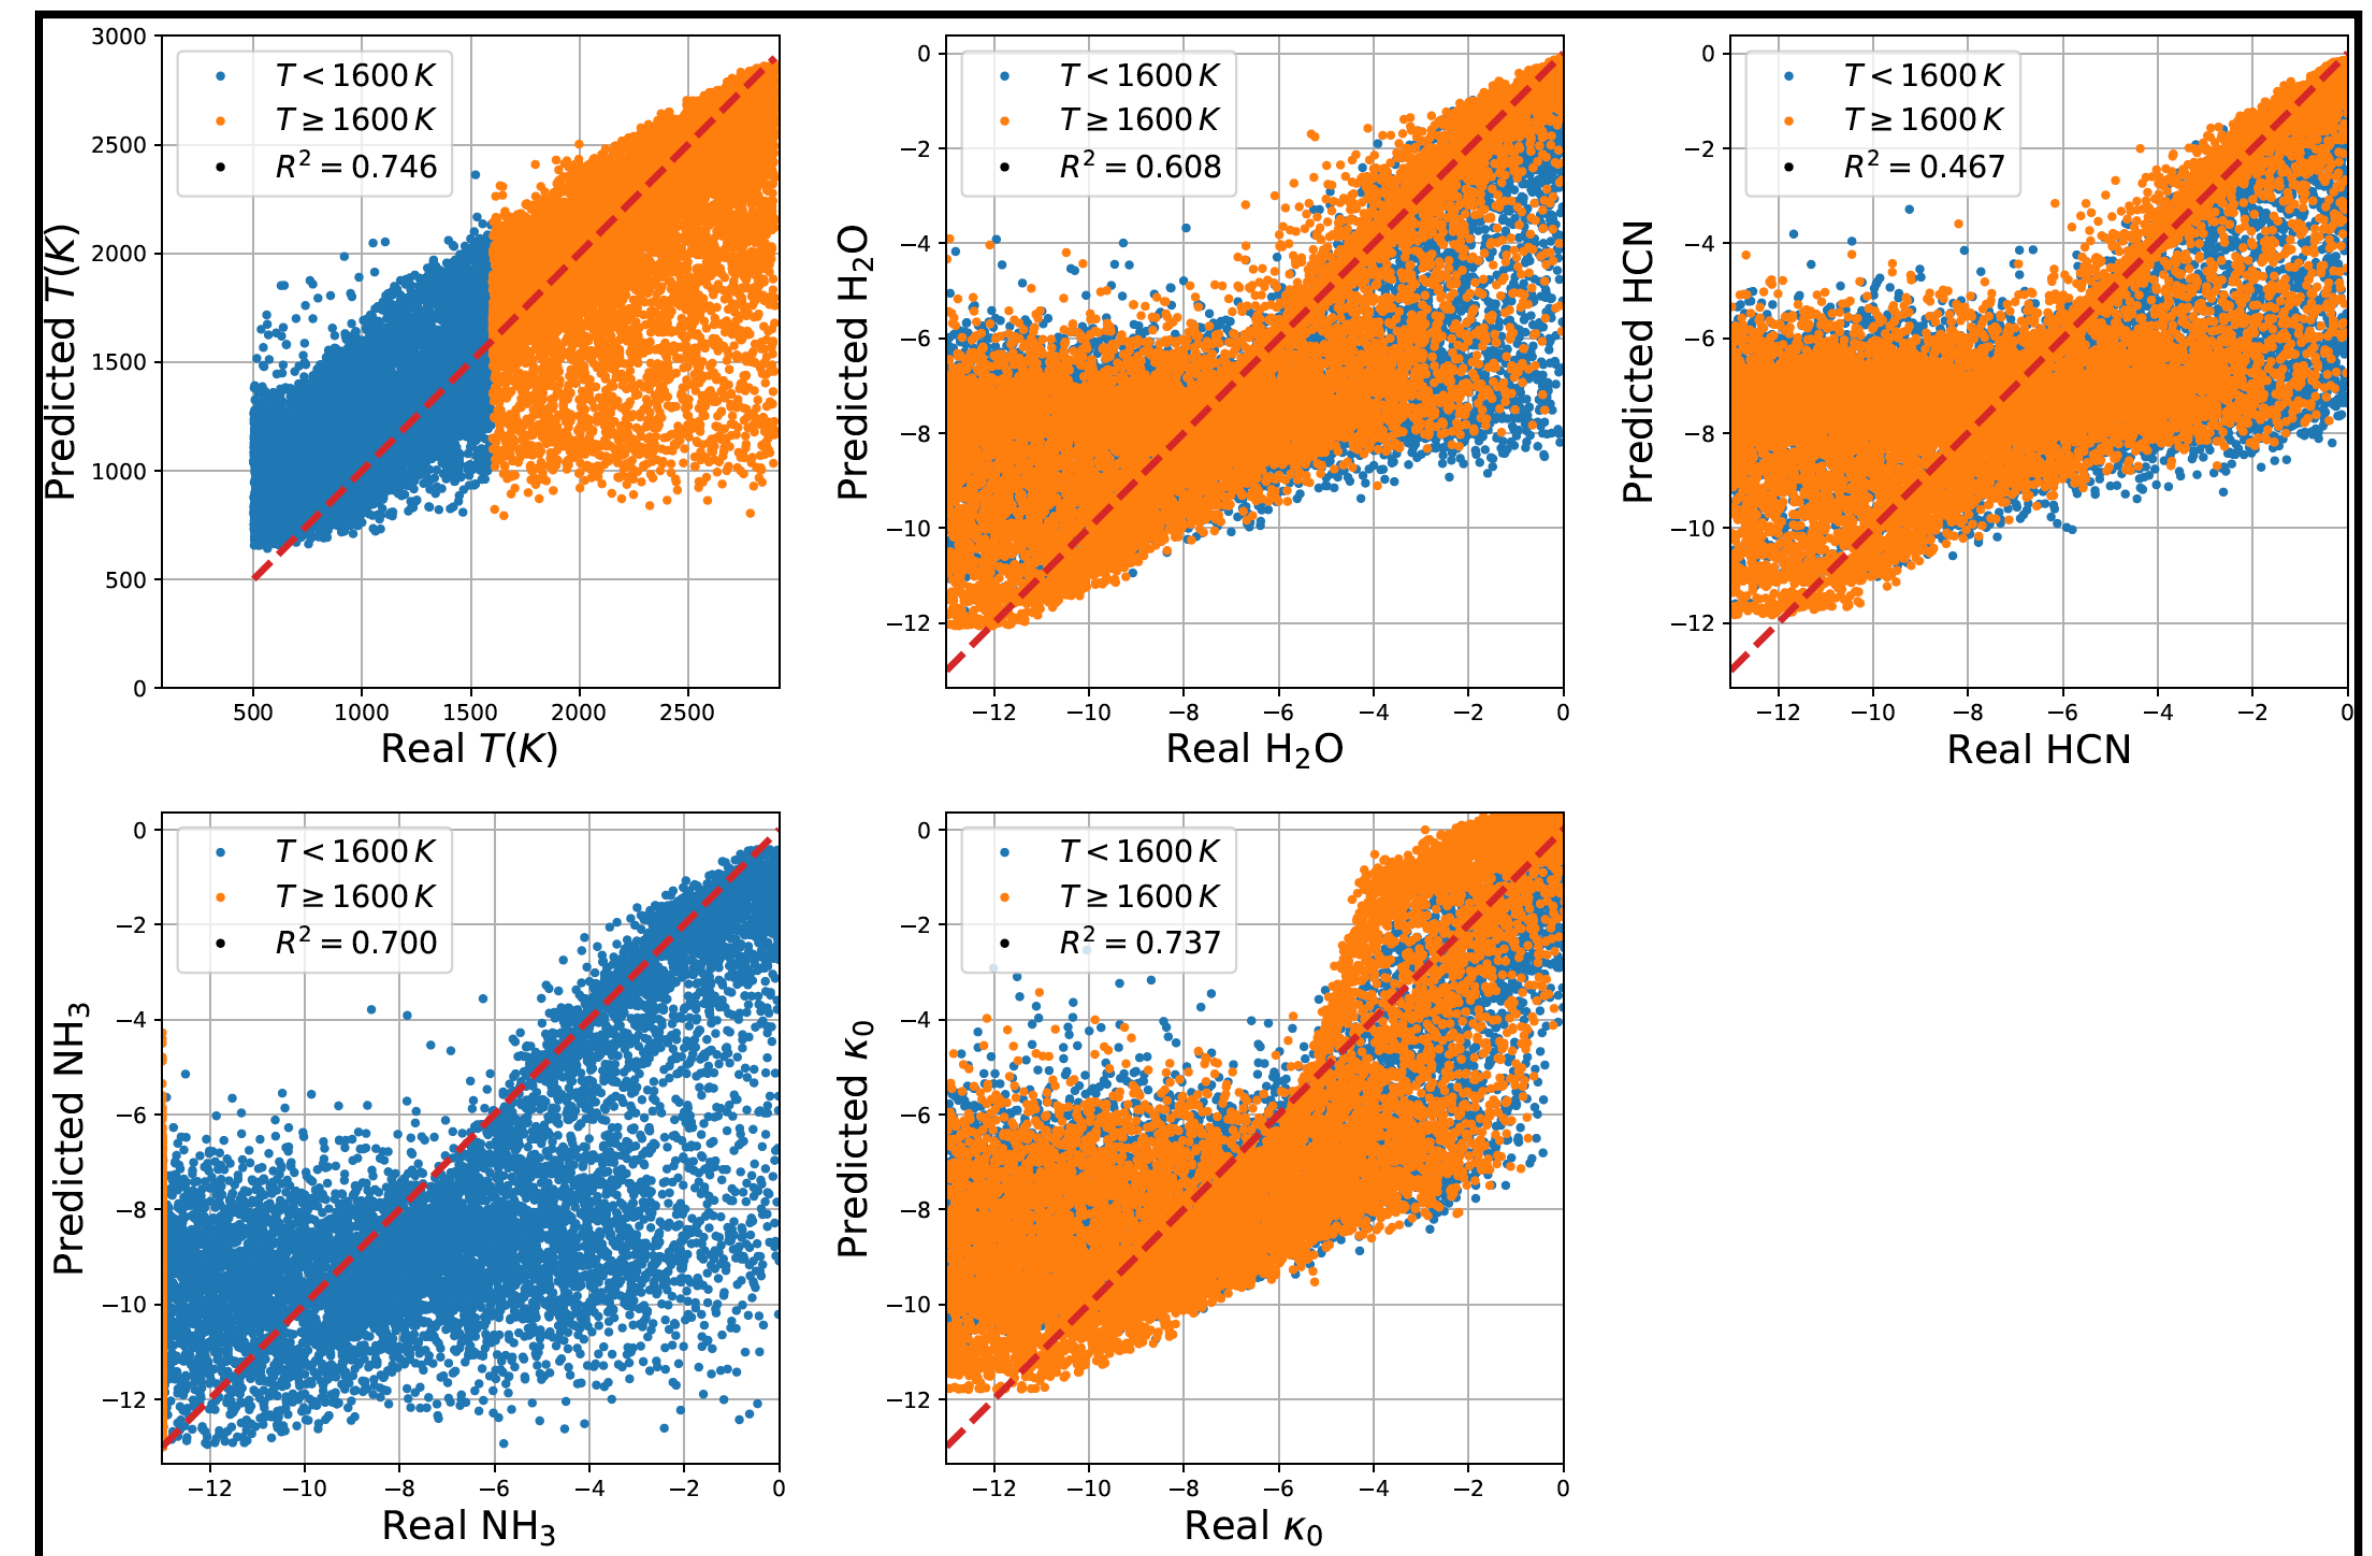 Predicted T(K)
3000
2500
2000
1500
1000
500
0
T < 1600 K
T ≥ 1600 K
R² = 0.746
500 1000 1500 2000 2500
Real T(K)
Predicted H₂O
0
−2
−4
−6
−8
−10
−12
T < 1600 K
T ≥ 1600 K
R² = 0.608
−12 −10 −8 −6 −4 −2 0
Real H₂O
Predicted HCN
0
−2
−4
−6
−8
−10
−12
T < 1600 K
T ≥ 1600 K
R² = 0.467
−12 −10 −8 −6 −4 −2 0
Real HCN
Predicted NH₃
0
−2
−4
−6
−8
−10
−12
T < 1600 K
T ≥ 1600 K
R² = 0.700
−12 −10 −8 −6 −4 −2 0
Real NH₃
Predicted κ₀
0
−2
−4
−6
−8
−10
−12
T < 1600 K
T ≥ 1600 K
R² = 0.737
−12 −10 −8 −6 −4 −2 0
Real κ₀